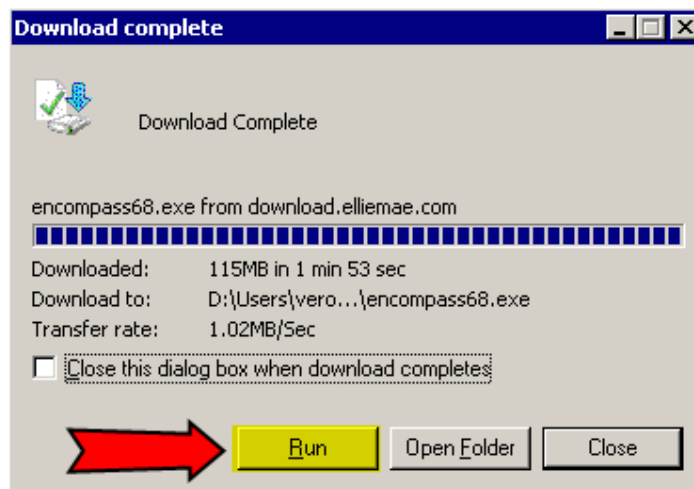 Download complete
Download Complete
encompass68.exe from download.elliemae.com
Downloaded: 115MB in 1 min 53 sec
Download to: D:\Users\vero...\encompass68.exe
Transfer rate: 1.02MB/Sec
Close this dialog box when download completes
Run Open Folder Close